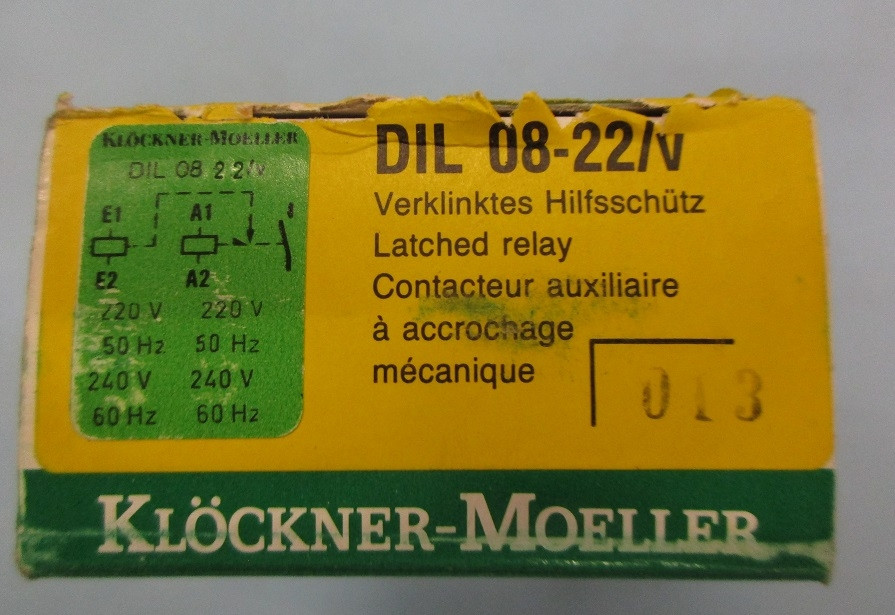 KLÖCKNER-MOELLER
DIL 08-22/v
E1 A1
E2 A2
220 V 220 V
50 Hz 50 Hz
240 V 240 V
60 Hz 60 Hz
DIL 08-22/v
Verklinktes Hilfsschütz
Latched relay
Contacteur auxiliaire
à accrochage
mécanique
013
KLÖCKNER-MOELLER